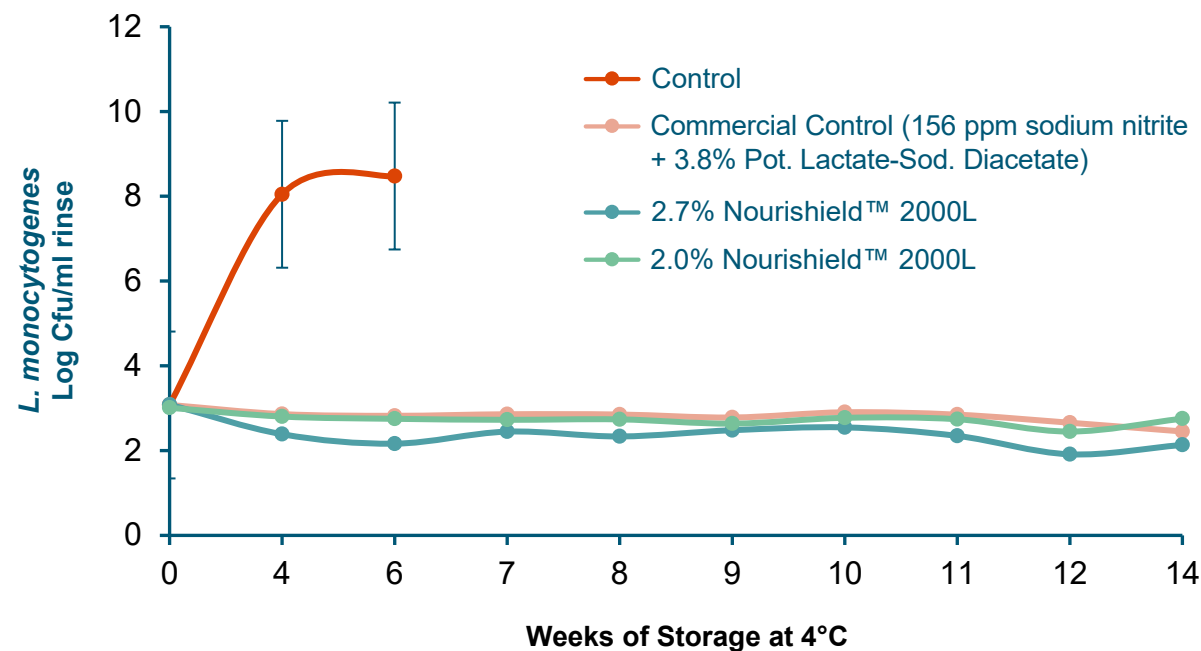 12
10
8
6
4
2
0
L. monocytogenes
Log Cfu/ml rinse
Control
Commercial Control (156 ppm sodium nitrite
+ 3.8% Pot. Lactate-Sod. Diacetate)
2.7% Nourishield™ 2000L
2.0% Nourishield™ 2000L
0 4 6 7 8 9 10 11 12 14
Weeks of Storage at 4°C